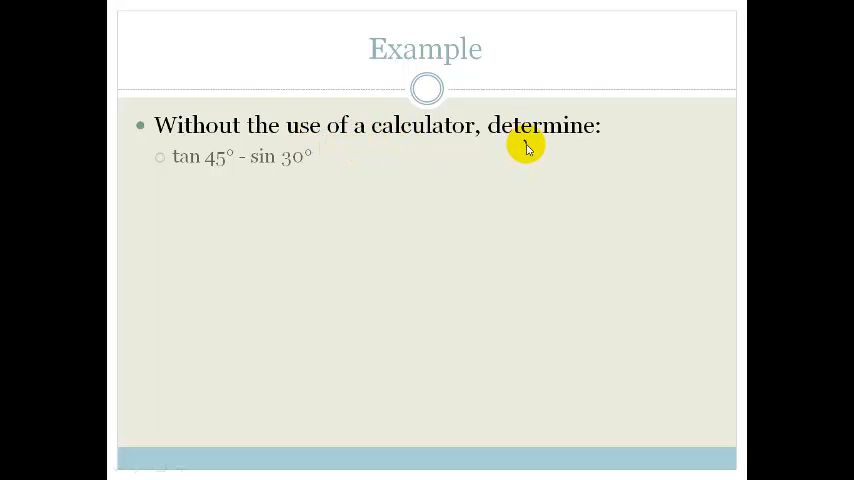 Example
Without the use of a calculator, determine:
tan 45° - sin 30°